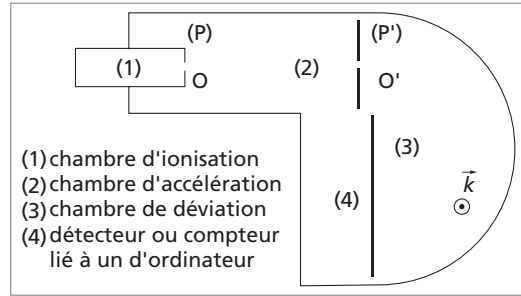 (P) (P')
(1) (2)
O O'
(3)
(4)
k
(1) chambre d'ionisation
(2) chambre d'accélération
(3) chambre de déviation
(4) détecteur ou compteur
lié à un d'ordinateur